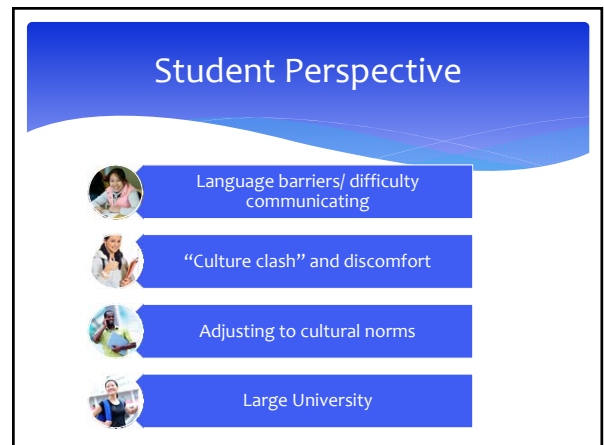 Student Perspective
Language barriers/ difficulty
communicating
“Culture clash” and discomfort
Adjusting to cultural norms
Large University